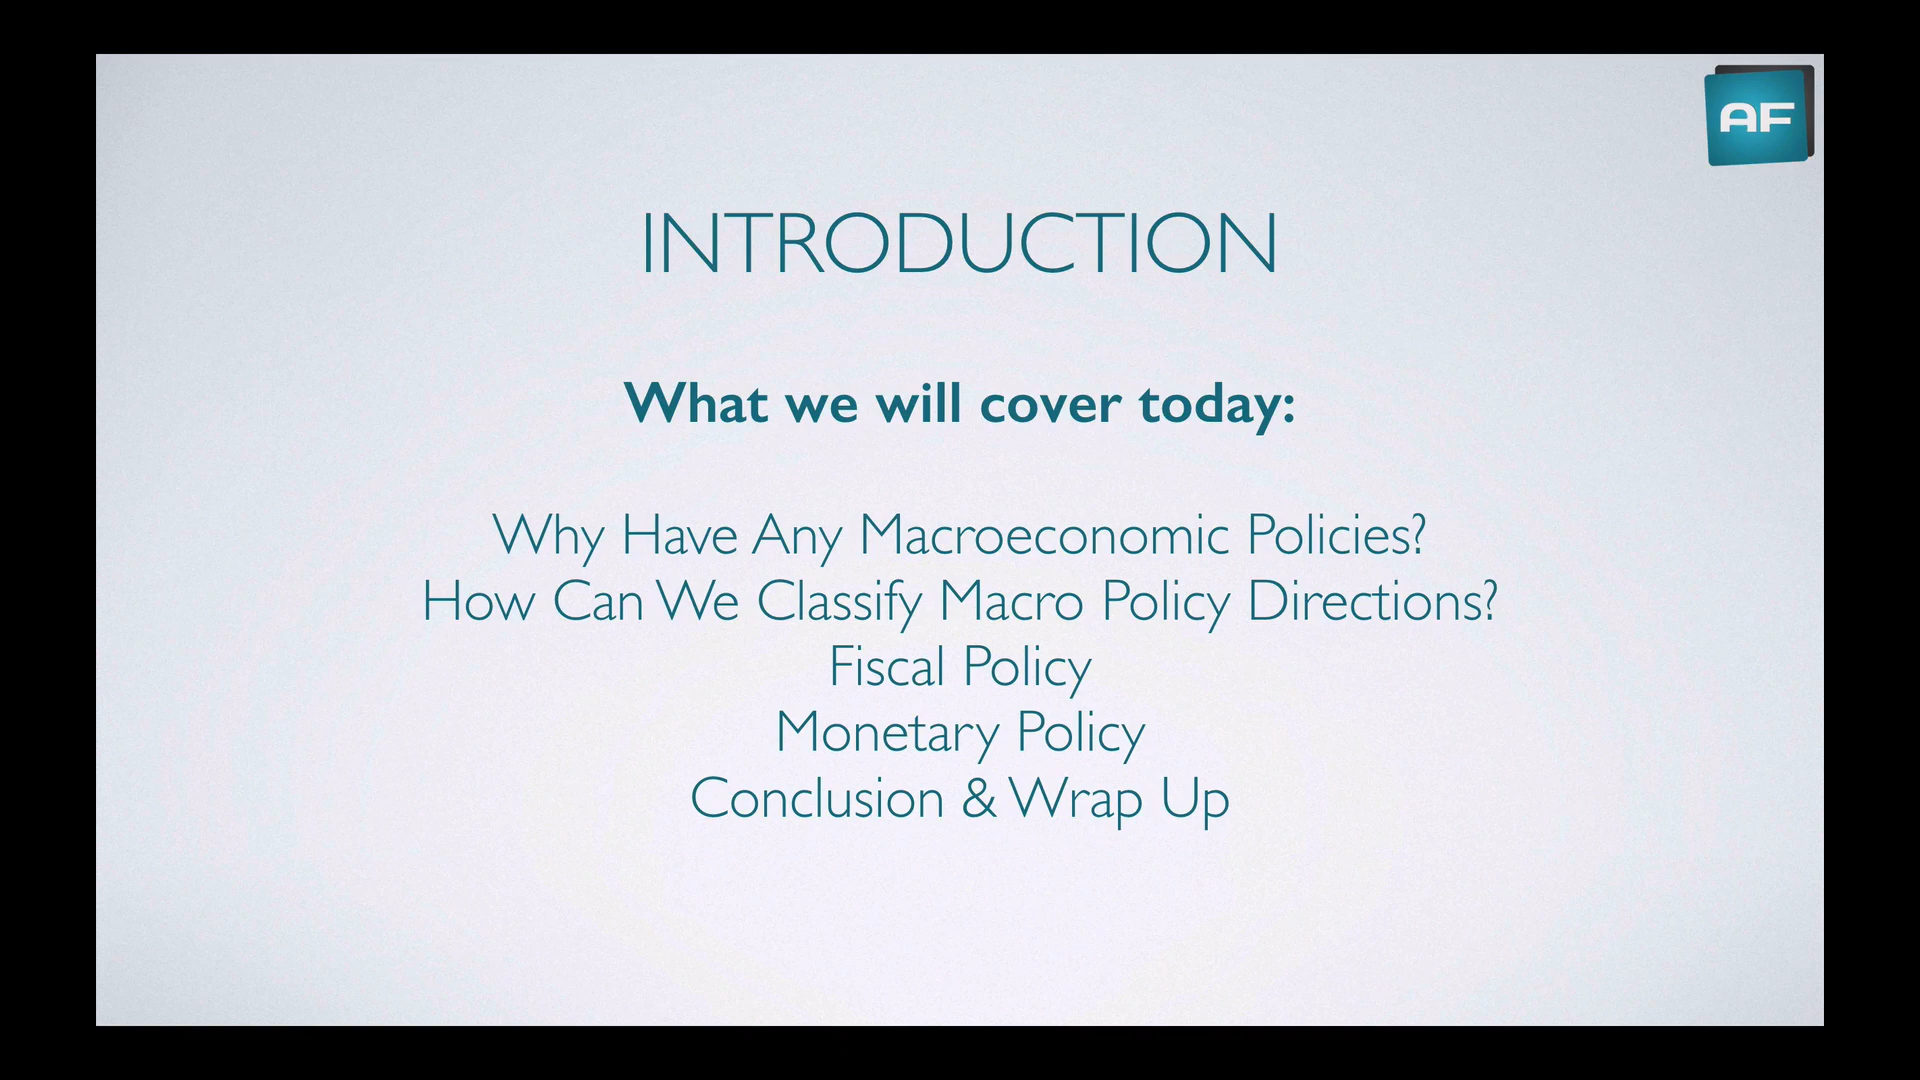 AF
INTRODUCTION
What we will cover today:
Why Have Any Macroeconomic Policies?
How Can We Classify Macro Policy Directions?
Fiscal Policy
Monetary Policy
Conclusion & Wrap Up